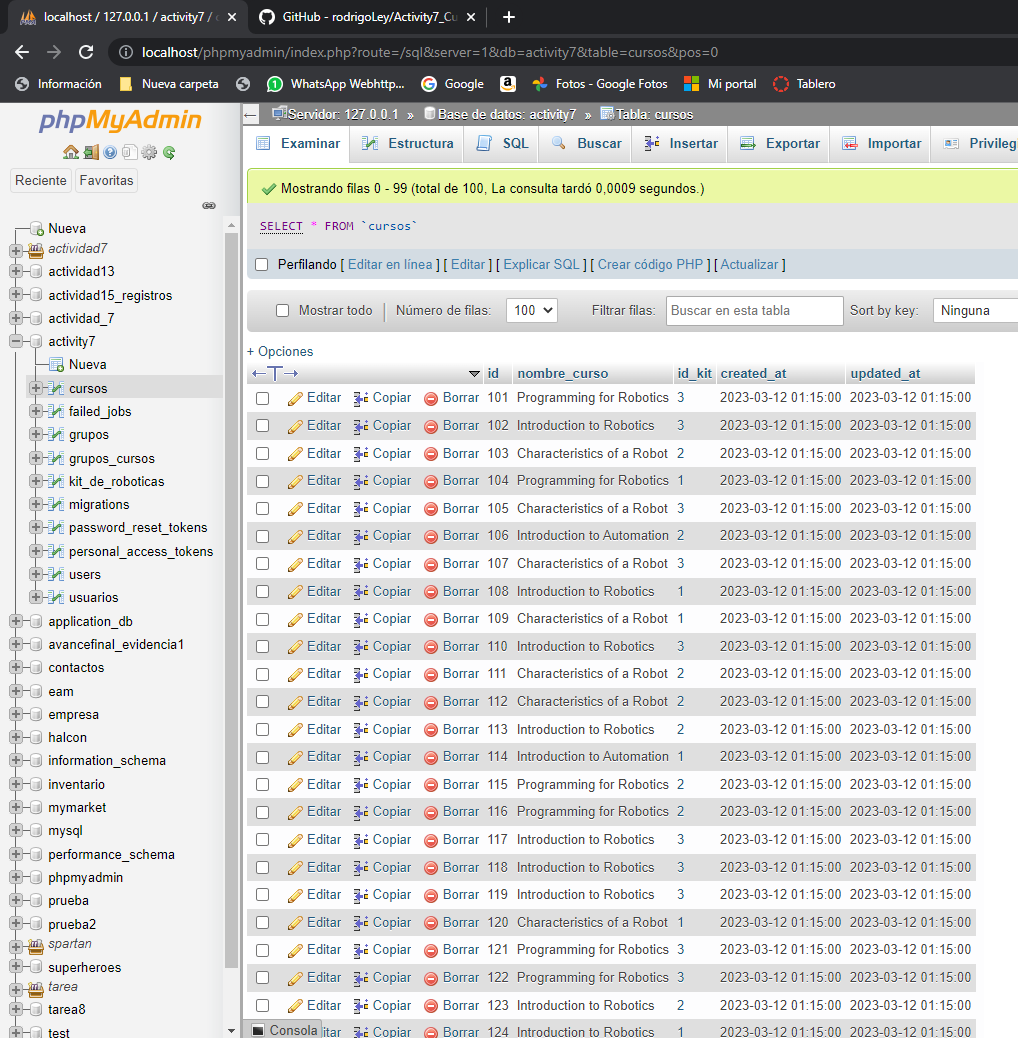 localhost / 127.0.0.1 / activity7 / c
GitHub - rodrigoLey/Activity7_Cu
localhost/phpmyadmin/index.php?route=/sql&server=1&db=activity7&table=cursos&pos=0
Información
Nueva carpeta
WhatsApp Webhttp...
Google
Fotos - Google Fotos
Mi portal
Tablero
phpMyAdmin
Reciente
Favoritas
Nueva
actividad7
actividad13
actividad15_registros
actividad_7
activity7
Nueva
cursos
failed_jobs
grupos
grupos_cursos
kit_de_roboticas
migrations
password_reset_tokens
personal_access_tokens
users
usuarios
application_db
avancefinal_evidencia1
contactos
eam
empresa
halcon
information_schema
inventario
mymarket
mysql
performance_schema
phpmyadmin
prueba
prueba2
spartan
superheroes
tarea
tarea8
test
Servidor: 127.0.0.1 » Base de datos: activity7 » Tabla: cursos
Examinar Estructura SQL Buscar Insertar Exportar Importar Privileg
Mostrando filas 0 - 99 (total de 100, La consulta tardó 0,0009 segundos.)
SELECT * FROM `cursos`
Perfilando [ Editar en línea ] [ Editar ] [ Explicar SQL ] [ Crear código PHP ] [ Actualizar ]
Mostrar todo Número de filas: 100 Filtrar filas: Buscar en esta tabla Sort by key: Ninguna
+ Opciones
←T→ id nombre_curso id_kit created_at updated_at
Editar Copiar Borrar 101 Programming for Robotics 3 2023-03-12 01:15:00 2023-03-12 01:15:00
Editar Copiar Borrar 102 Introduction to Robotics 3 2023-03-12 01:15:00 2023-03-12 01:15:00
Editar Copiar Borrar 103 Characteristics of a Robot 2 2023-03-12 01:15:00 2023-03-12 01:15:00
Editar Copiar Borrar 104 Programming for Robotics 1 2023-03-12 01:15:00 2023-03-12 01:15:00
Editar Copiar Borrar 105 Characteristics of a Robot 3 2023-03-12 01:15:00 2023-03-12 01:15:00
Editar Copiar Borrar 106 Introduction to Automation 2 2023-03-12 01:15:00 2023-03-12 01:15:00
Editar Copiar Borrar 107 Characteristics of a Robot 3 2023-03-12 01:15:00 2023-03-12 01:15:00
Editar Copiar Borrar 108 Introduction to Robotics 1 2023-03-12 01:15:00 2023-03-12 01:15:00
Editar Copiar Borrar 109 Characteristics of a Robot 1 2023-03-12 01:15:00 2023-03-12 01:15:00
Editar Copiar Borrar 110 Introduction to Robotics 3 2023-03-12 01:15:00 2023-03-12 01:15:00
Editar Copiar Borrar 111 Characteristics of a Robot 2 2023-03-12 01:15:00 2023-03-12 01:15:00
Editar Copiar Borrar 112 Characteristics of a Robot 2 2023-03-12 01:15:00 2023-03-12 01:15:00
Editar Copiar Borrar 113 Introduction to Robotics 2 2023-03-12 01:15:00 2023-03-12 01:15:00
Editar Copiar Borrar 114 Introduction to Automation 1 2023-03-12 01:15:00 2023-03-12 01:15:00
Editar Copiar Borrar 115 Programming for Robotics 2 2023-03-12 01:15:00 2023-03-12 01:15:00
Editar Copiar Borrar 116 Programming for Robotics 2 2023-03-12 01:15:00 2023-03-12 01:15:00
Editar Copiar Borrar 117 Introduction to Robotics 3 2023-03-12 01:15:00 2023-03-12 01:15:00
Editar Copiar Borrar 118 Introduction to Robotics 3 2023-03-12 01:15:00 2023-03-12 01:15:00
Editar Copiar Borrar 119 Introduction to Robotics 3 2023-03-12 01:15:00 2023-03-12 01:15:00
Editar Copiar Borrar 120 Characteristics of a Robot 1 2023-03-12 01:15:00 2023-03-12 01:15:00
Editar Copiar Borrar 121 Programming for Robotics 3 2023-03-12 01:15:00 2023-03-12 01:15:00
Editar Copiar Borrar 122 Programming for Robotics 3 2023-03-12 01:15:00 2023-03-12 01:15:00
Editar Copiar Borrar 123 Introduction to Robotics 2 2023-03-12 01:15:00 2023-03-12 01:15:00
Consola itar Copiar Borrar 124 Introduction to Robotics 1 2023-03-12 01:15:00 2023-03-12 01:15:00